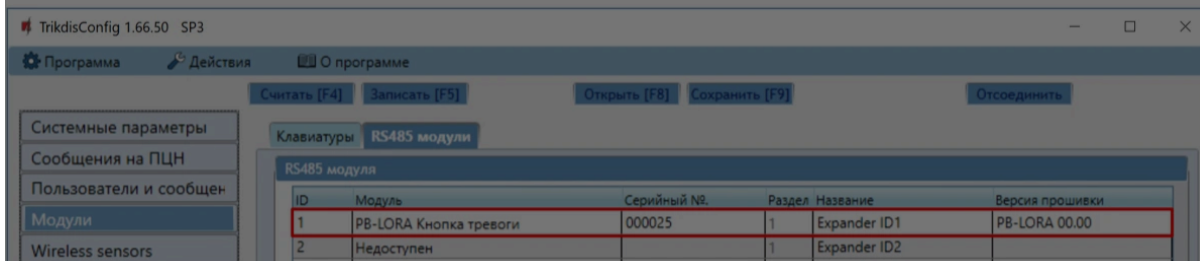 TrikdisConfig 1.66.50 SP3
Программа Действия О программе
Считать [F4] Записать [F5] Открыть [F8] Сохранить [F9] Отсоединить
Системные параметры
Сообщения на ПЦН
Пользователи и сообщен
Модули
Wireless sensors
Клавиатуры RS485 модули
RS485 модуля
ID Модуль Серийный №. Раздел Название Версия прошивки
1 PB-LORA Кнопка тревоги 000025 1 Expander ID1 PB-LORA 00.00
2 Недоступен 1 Expander ID2